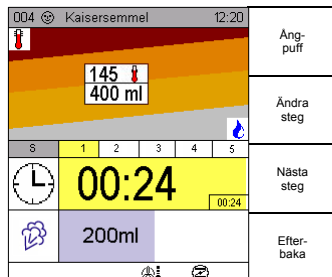 004 Kaisersemmel 12:20
Ång-
puff
145
400 ml
Ändra
steg
S 1 2 3 4 5
00:24
00:24
Nästa
steg
200ml
Efter-
baka